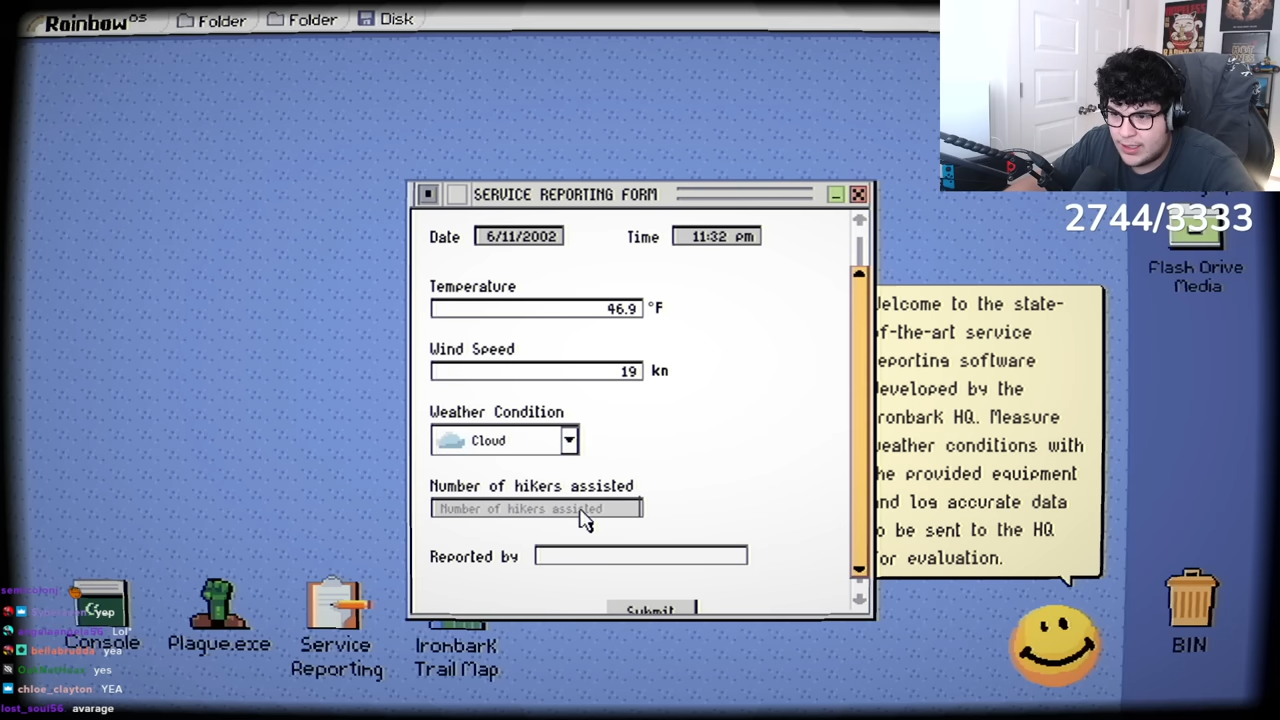 Rainbow OS
Folder
Folder
Disk
SERVICE REPORTING FORM
Date
6/11/2002
Time
11:32 pm
Temperature
46.9
°F
Wind Speed
19
kn
Weather Condition
Cloud
Number of hikers assisted
Number of hikers assisted
Reported by
Submit
Welcome to the state-
of-the-art service
reporting software
developed by the
Ironbark HQ. Measure
weather conditions with
the provided equipment
and log accurate data
to be sent to the HQ
for evaluation.
2744/3333
Flash Drive
Media
BIN
Console
Plague.exe
Service
Reporting
Ironbark
Trail Map
yep
Lol
bellabrudda: yea
yes
chloe_clayton: YEA
lost_soul56: avarage